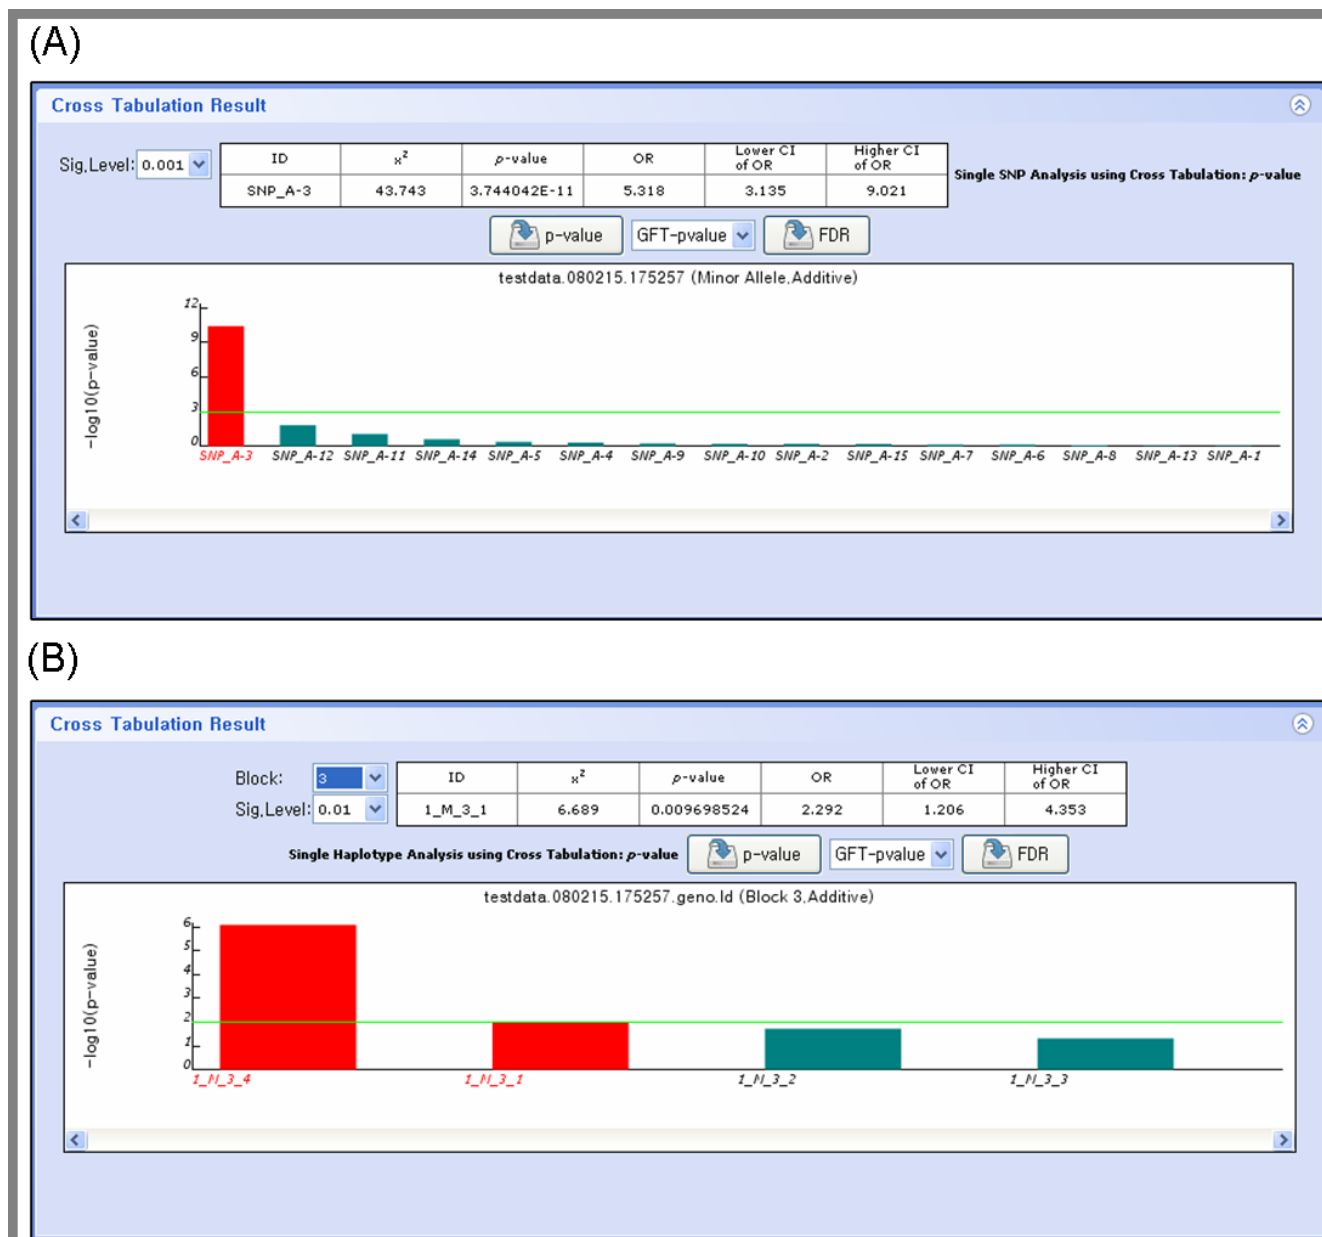 (A)
Cross Tabulation Result
Sig.Level: 0.001
ID x² p-value OR Lower CI of OR Higher CI of OR
SNP_A-3 43.743 3.744042E-11 5.318 3.135 9.021
Single SNP Analysis using Cross Tabulation: p-value
p-value GFT-pvalue FDR
testdata.080215.175257 (Minor Allele,Additive)
-log10(p-value)
12
9
6
3
0
SNP_A-3 SNP_A-12 SNP_A-11 SNP_A-14 SNP_A-5 SNP_A-4 SNP_A-9 SNP_A-10 SNP_A-2 SNP_A-15 SNP_A-7 SNP_A-6 SNP_A-8 SNP_A-13 SNP_A-1
(B)
Cross Tabulation Result
Block: 3
Sig.Level: 0.01
ID x² p-value OR Lower CI of OR Higher CI of OR
1_M_3_1 6.689 0.009698524 2.292 1.206 4.353
Single Haplotype Analysis using Cross Tabulation: p-value p-value GFT-pvalue FDR
testdata.080215.175257.geno.ld (Block 3,Additive)
-log10(p-value)
6
5
4
3
2
1
0
1_M_3_4 1_M_3_1 1_M_3_2 1_M_3_3